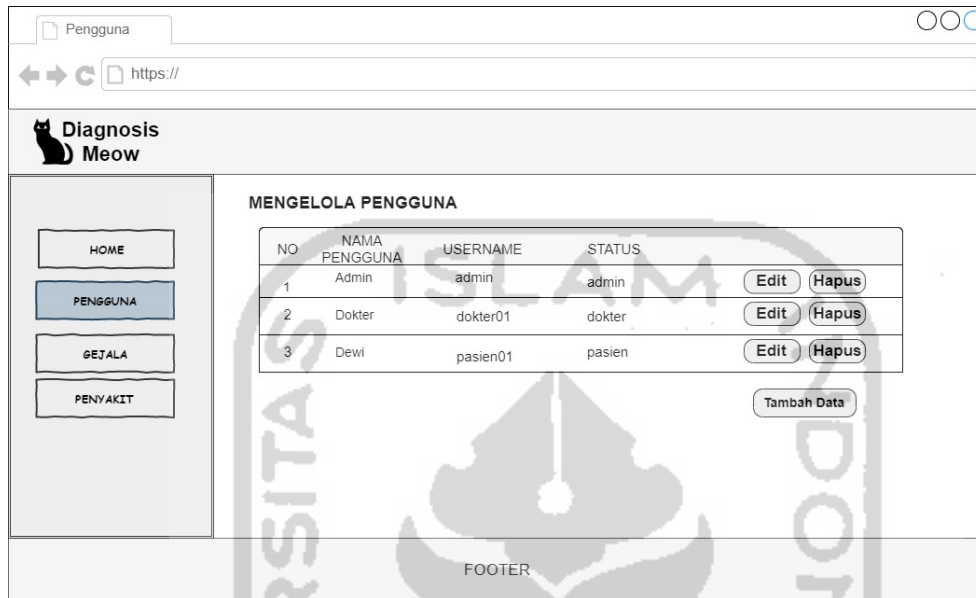 Pengguna
https://
Diagnosis
Meow
HOME
PENGGUNA
GEJALA
PENYAKIT
MENGELOLA PENGGUNA
NO NAMA PENGGUNA USERNAME STATUS
1 Admin admin admin Edit Hapus
2 Dokter dokter01 dokter Edit Hapus
3 Dewi pasien01 pasien Edit Hapus
Tambah Data
FOOTER
ISLAM